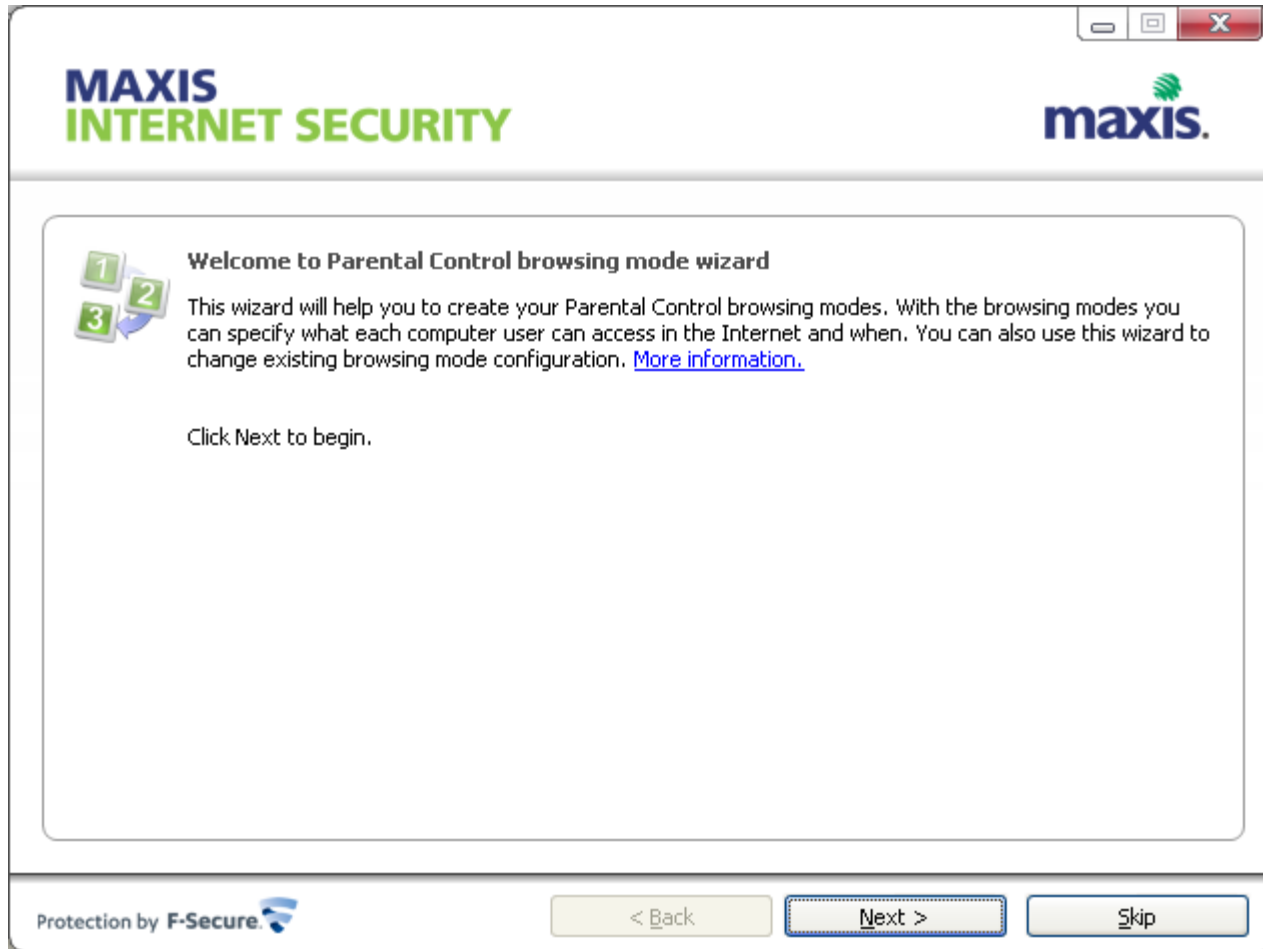 MAXIS
INTERNET SECURITY
maxis.
1
2
3
Welcome to Parental Control browsing mode wizard
This wizard will help you to create your Parental Control browsing modes. With the browsing modes you
can specify what each computer user can access in the Internet and when. You can also use this wizard to
change existing browsing mode configuration. More information.
Click Next to begin.
Protection by F-Secure.
< Back
Next >
Skip